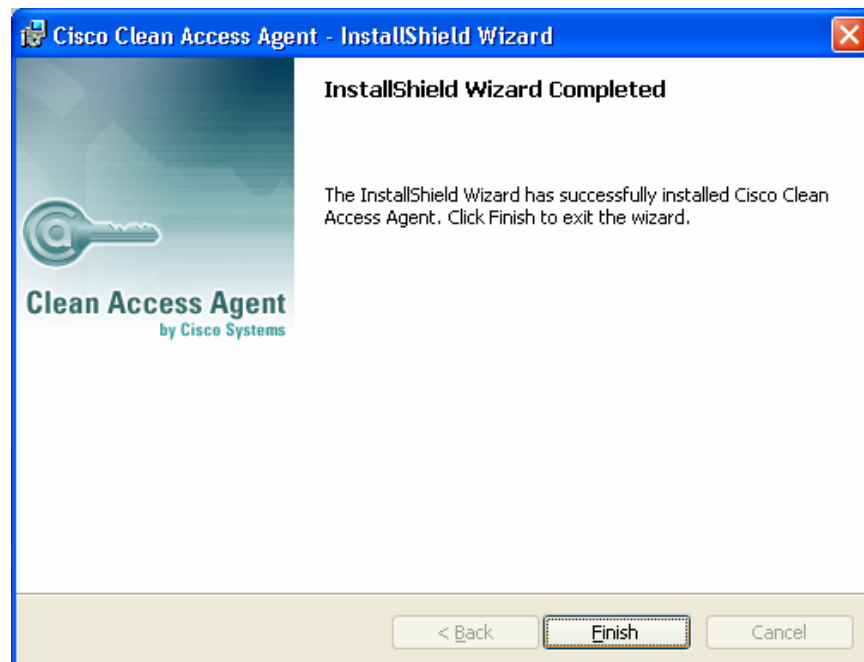 Cisco Clean Access Agent - InstallShield Wizard
InstallShield Wizard Completed
The InstallShield Wizard has successfully installed Cisco Clean
Access Agent. Click Finish to exit the wizard.
@
Clean Access Agent
by Cisco Systems
< Back
Finish
Cancel